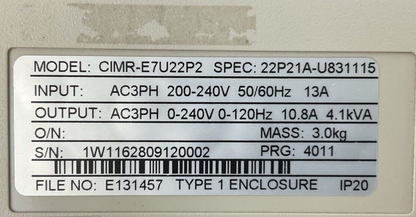 MODEL: CIMR-E7U22P2 SPEC: 22P21A-U831115
INPUT: AC3PH 200-240V 50/60Hz 13A
OUTPUT: AC3PH 0-240V 0-120Hz 10.8A 4.1kVA
O/N: MASS: 3.0kg
S/N: 1W1162809120002 PRG: 4011
FILE NO: E131457 TYPE 1 ENCLOSURE IP20